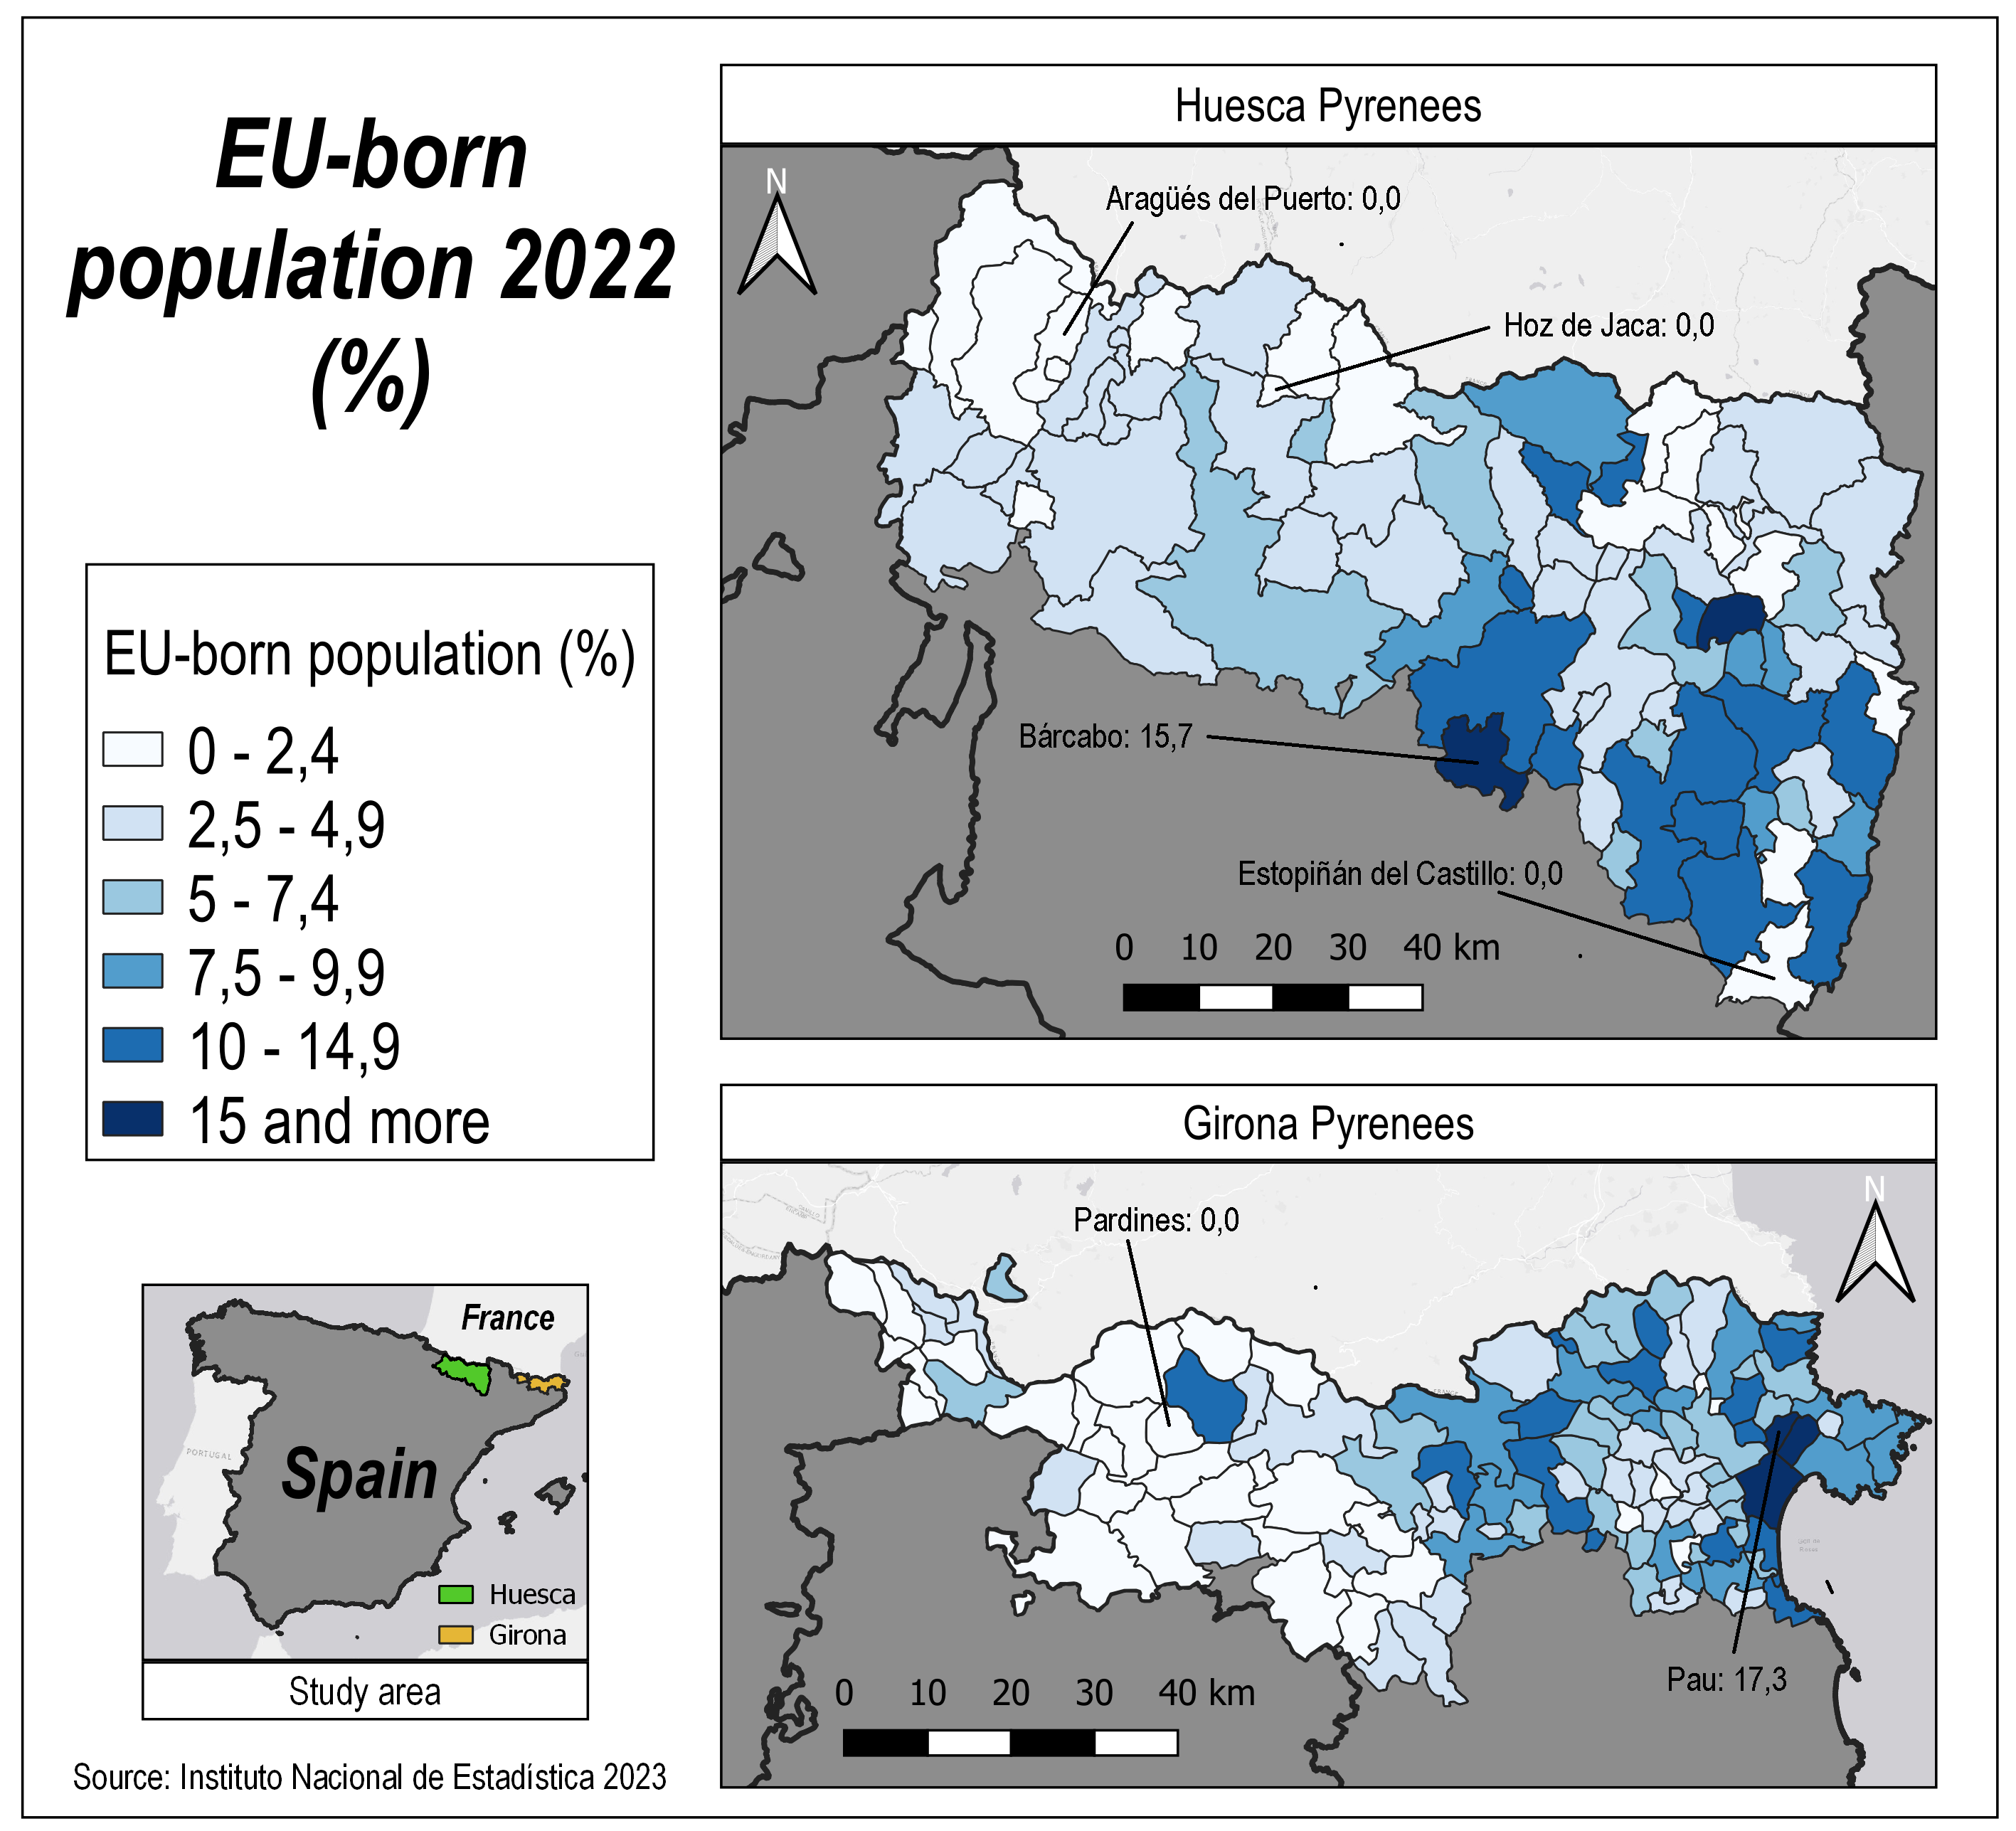 EU-born
population 2022
(%)
EU-born population (%)
0 - 2,4
2,5 - 4,9
5 - 7,4
7,5 - 9,9
10 - 14,9
15 and more
France
Spain
PORTUGAL
Huesca
Girona
Study area
Source: Instituto Nacional de Estadística 2023
Huesca Pyrenees
N
Aragüés del Puerto: 0,0
Hoz de Jaca: 0,0
Bárcabo: 15,7
Estopiñán del Castillo: 0,0
0 10 20 30 40 km
Girona Pyrenees
N
Pardines: 0,0
Pau: 17,3
0 10 20 30 40 km